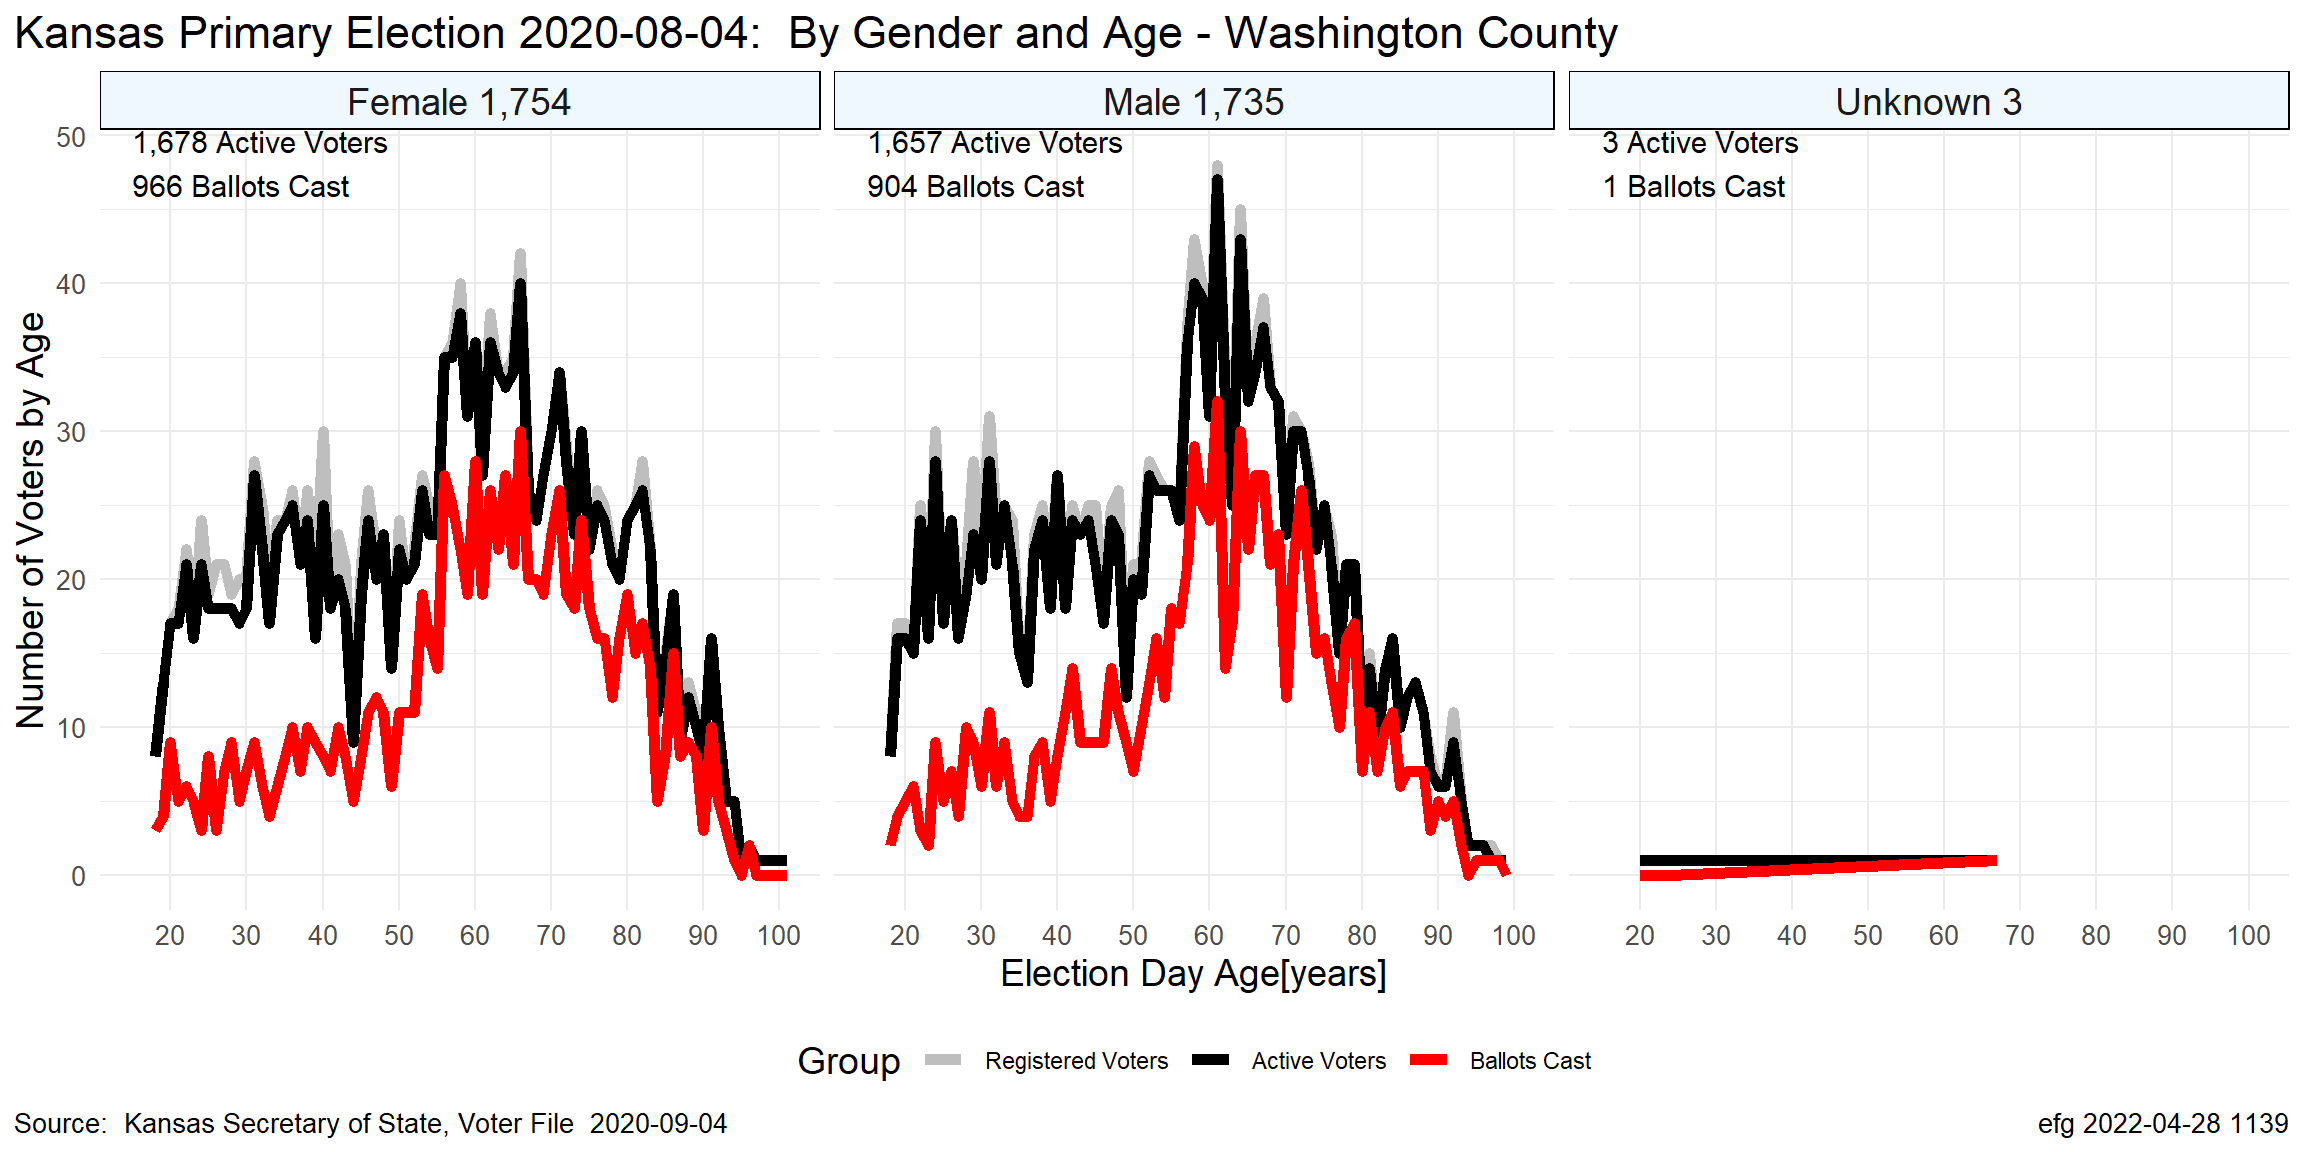 Kansas Primary Election 2020-08-04:  By Gender and Age - Washington County
Female 1,754
Male 1,735
Unknown 3
1,678 Active Voters
966 Ballots Cast
1,657 Active Voters
904 Ballots Cast
3 Active Voters
1 Ballots Cast
Number of Voters by Age
50
40
30
20
10
0
20 30 40 50 60 70 80 90 100
20 30 40 50 60 70 80 90 100
20 30 40 50 60 70 80 90 100
Election Day Age[years]
Group Registered Voters Active Voters Ballots Cast
Source:  Kansas Secretary of State, Voter File  2020-09-04
efg 2022-04-28 1139